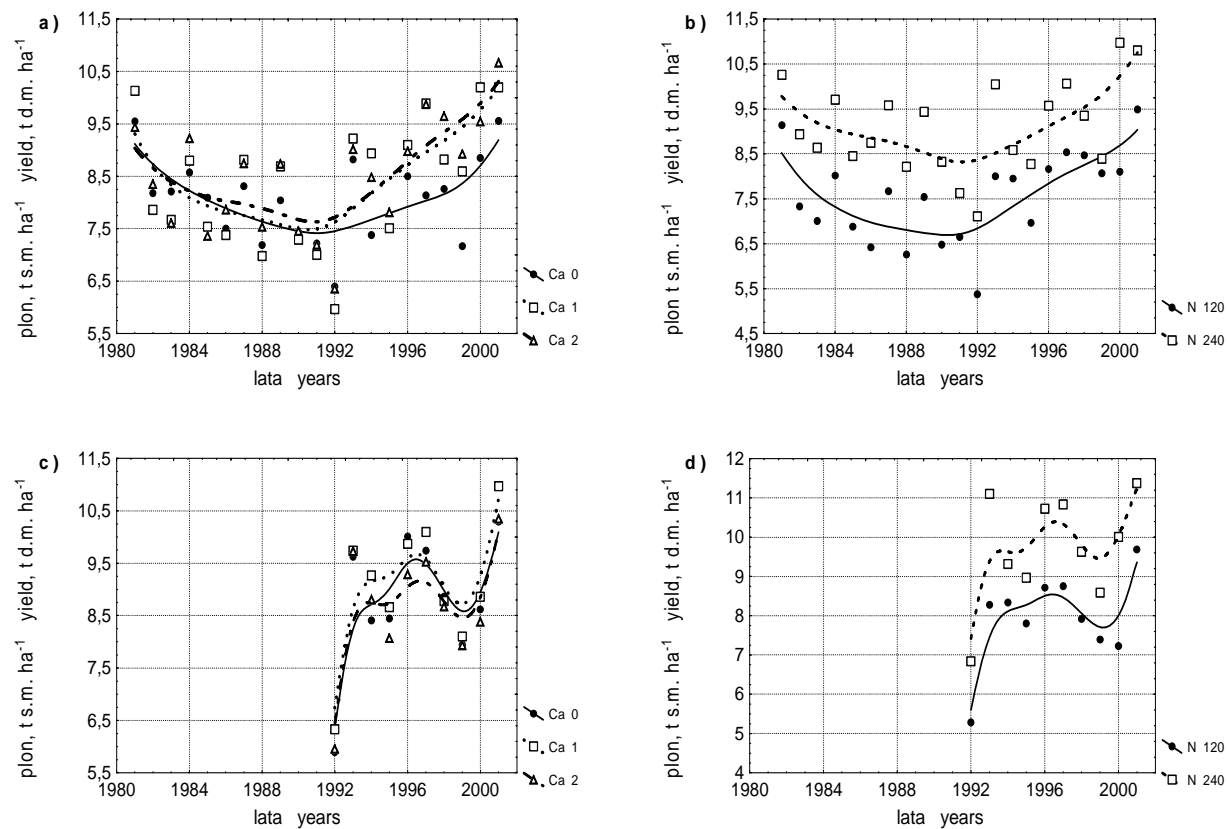 a )
11,5
10,5
9,5
8,5
7,5
6,5
5,5
plon, t s.m. ha-1 yield, t d.m. ha-1
1980 1984 1988 1992 1996 2000
lata years
Ca 0
Ca 1
Ca 2
b )
11,5
10,5
9,5
8,5
7,5
6,5
5,5
4,5
plon t s.m. ha-1 yield, t d.m. ha-1
1980 1984 1988 1992 1996 2000
lata years
N 120
N 240
c )
11,5
10,5
9,5
8,5
7,5
6,5
5,5
plon, t s.m. ha-1 yield, t d.m. ha-1
1980 1984 1988 1992 1996 2000
lata years
Ca 0
Ca 1
Ca 2
d )
12
11
10
9
8
7
6
5
4
plon, t s.m. ha-1 yield, t d.m. ha-1
1980 1984 1988 1992 1996 2000
lata years
N 120
N 240